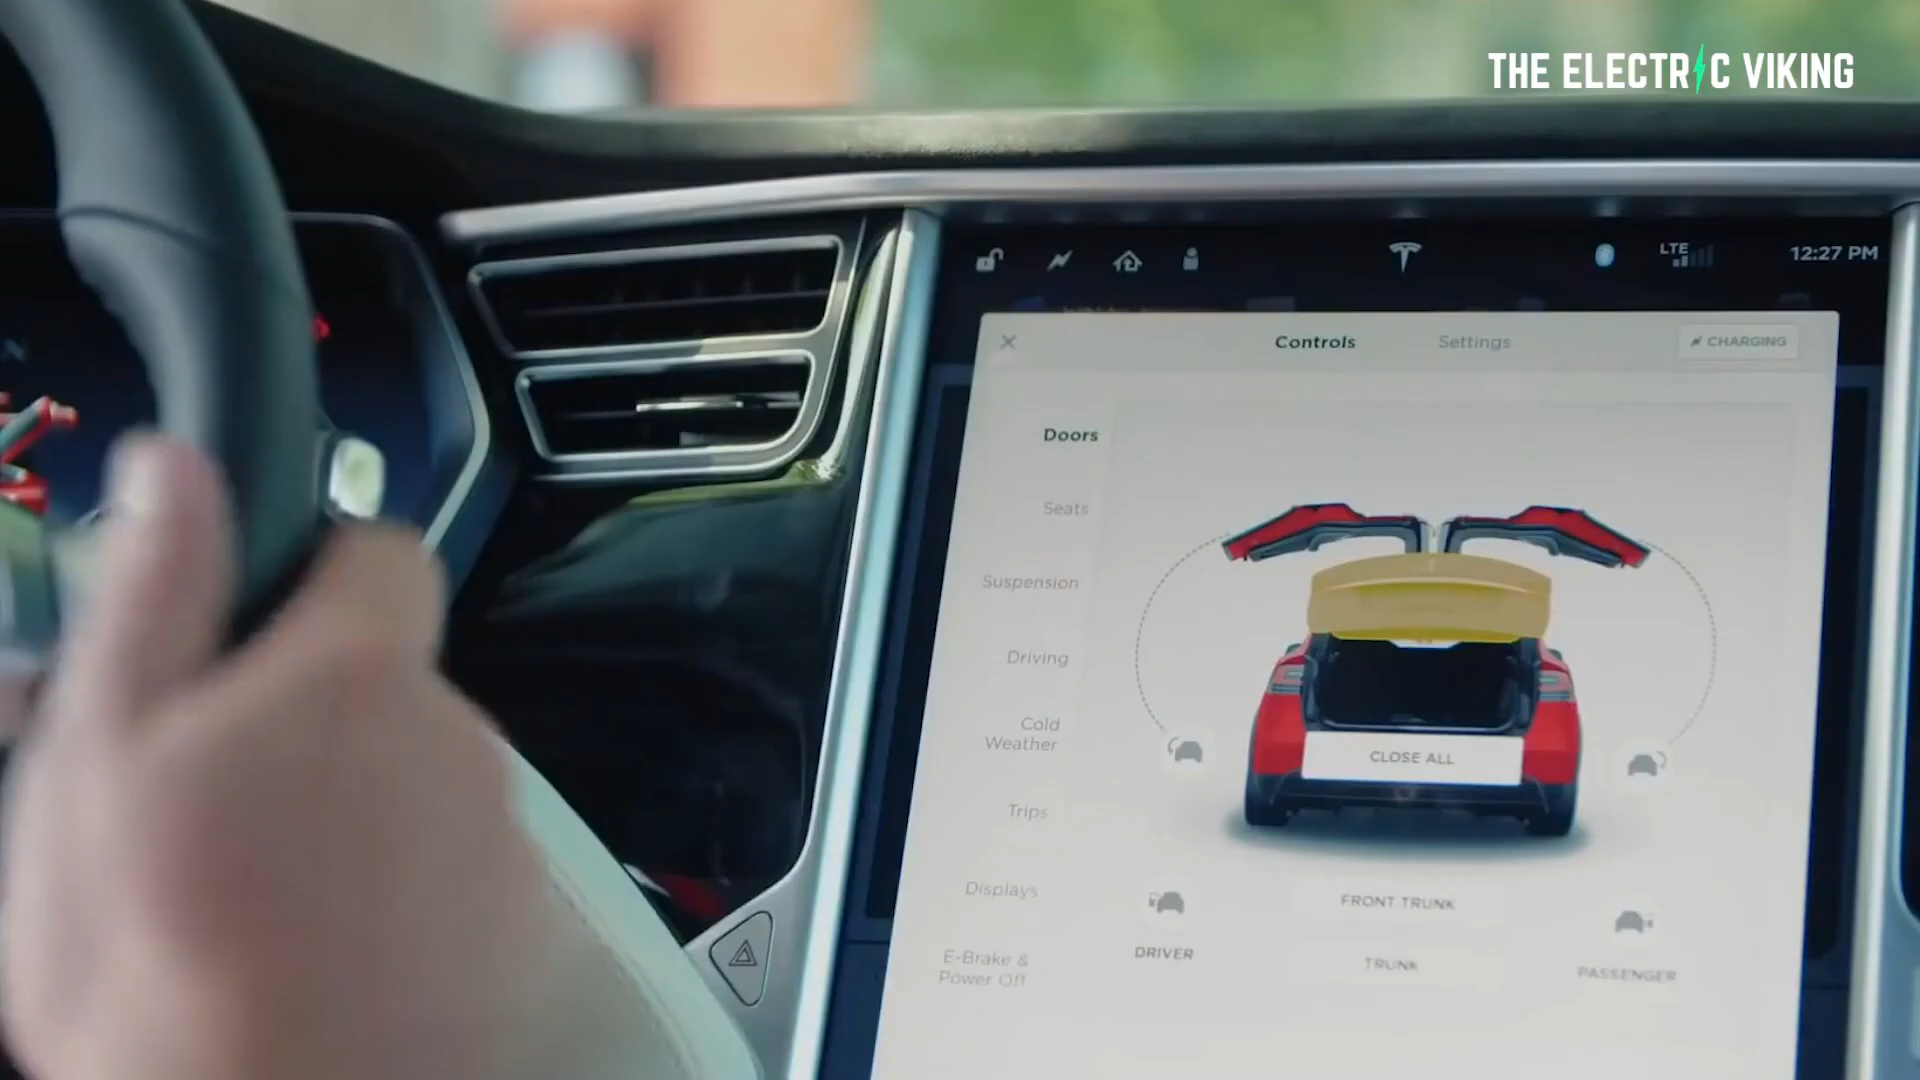 THE ELECTRIC VIKING
LTE
12:27 PM
Controls
Settings
CHARGING
Doors
Seats
Suspension
Driving
Cold
Weather
Trips
Displays
E-Brake &
Power Off
CLOSE ALL
FRONT TRUNK
DRIVER
TRUNK
PASSENGER